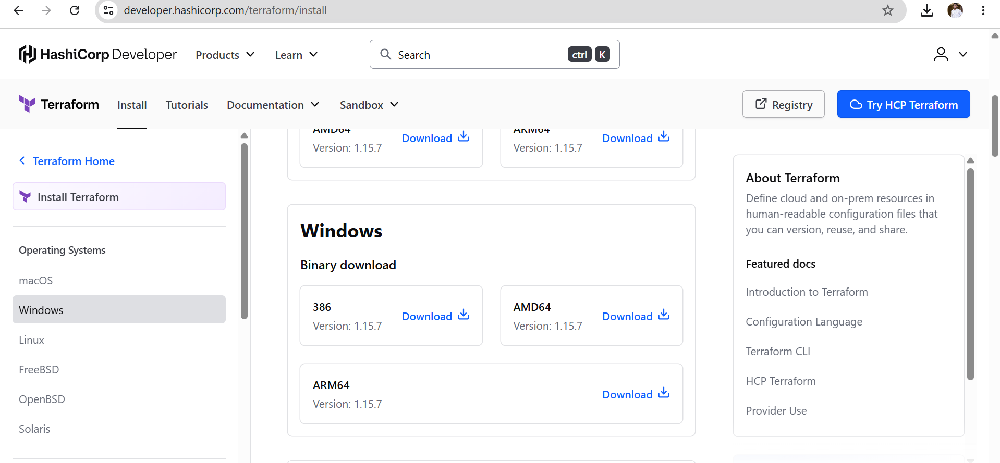 developer.hashicorp.com/terraform/install
HashiCorp Developer
Products
Learn
Search
ctrl
K
Terraform
Install
Tutorials
Documentation
Sandbox
Registry
Try HCP Terraform
Terraform Home
Install Terraform
Operating Systems
macOS
Windows
Linux
FreeBSD
OpenBSD
Solaris
AMD64
Version: 1.15.7
Download
ARM64
Version: 1.15.7
Download
Windows
Binary download
386
Version: 1.15.7
Download
AMD64
Version: 1.15.7
Download
ARM64
Version: 1.15.7
Download
About Terraform
Define cloud and on-prem resources in
human-readable configuration files that
you can version, reuse, and share.
Featured docs
Introduction to Terraform
Configuration Language
Terraform CLI
HCP Terraform
Provider Use